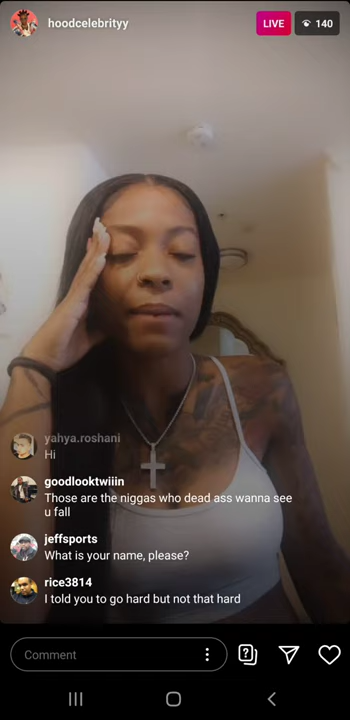 hoodcelebrityy
LIVE
140
yahya.roshani
Hi
goodlooktwiiin
Those are the niggas who dead ass wanna see
u fall
jeffsports
What is your name, please?
rice3814
I told you to go hard but not that hard
Comment